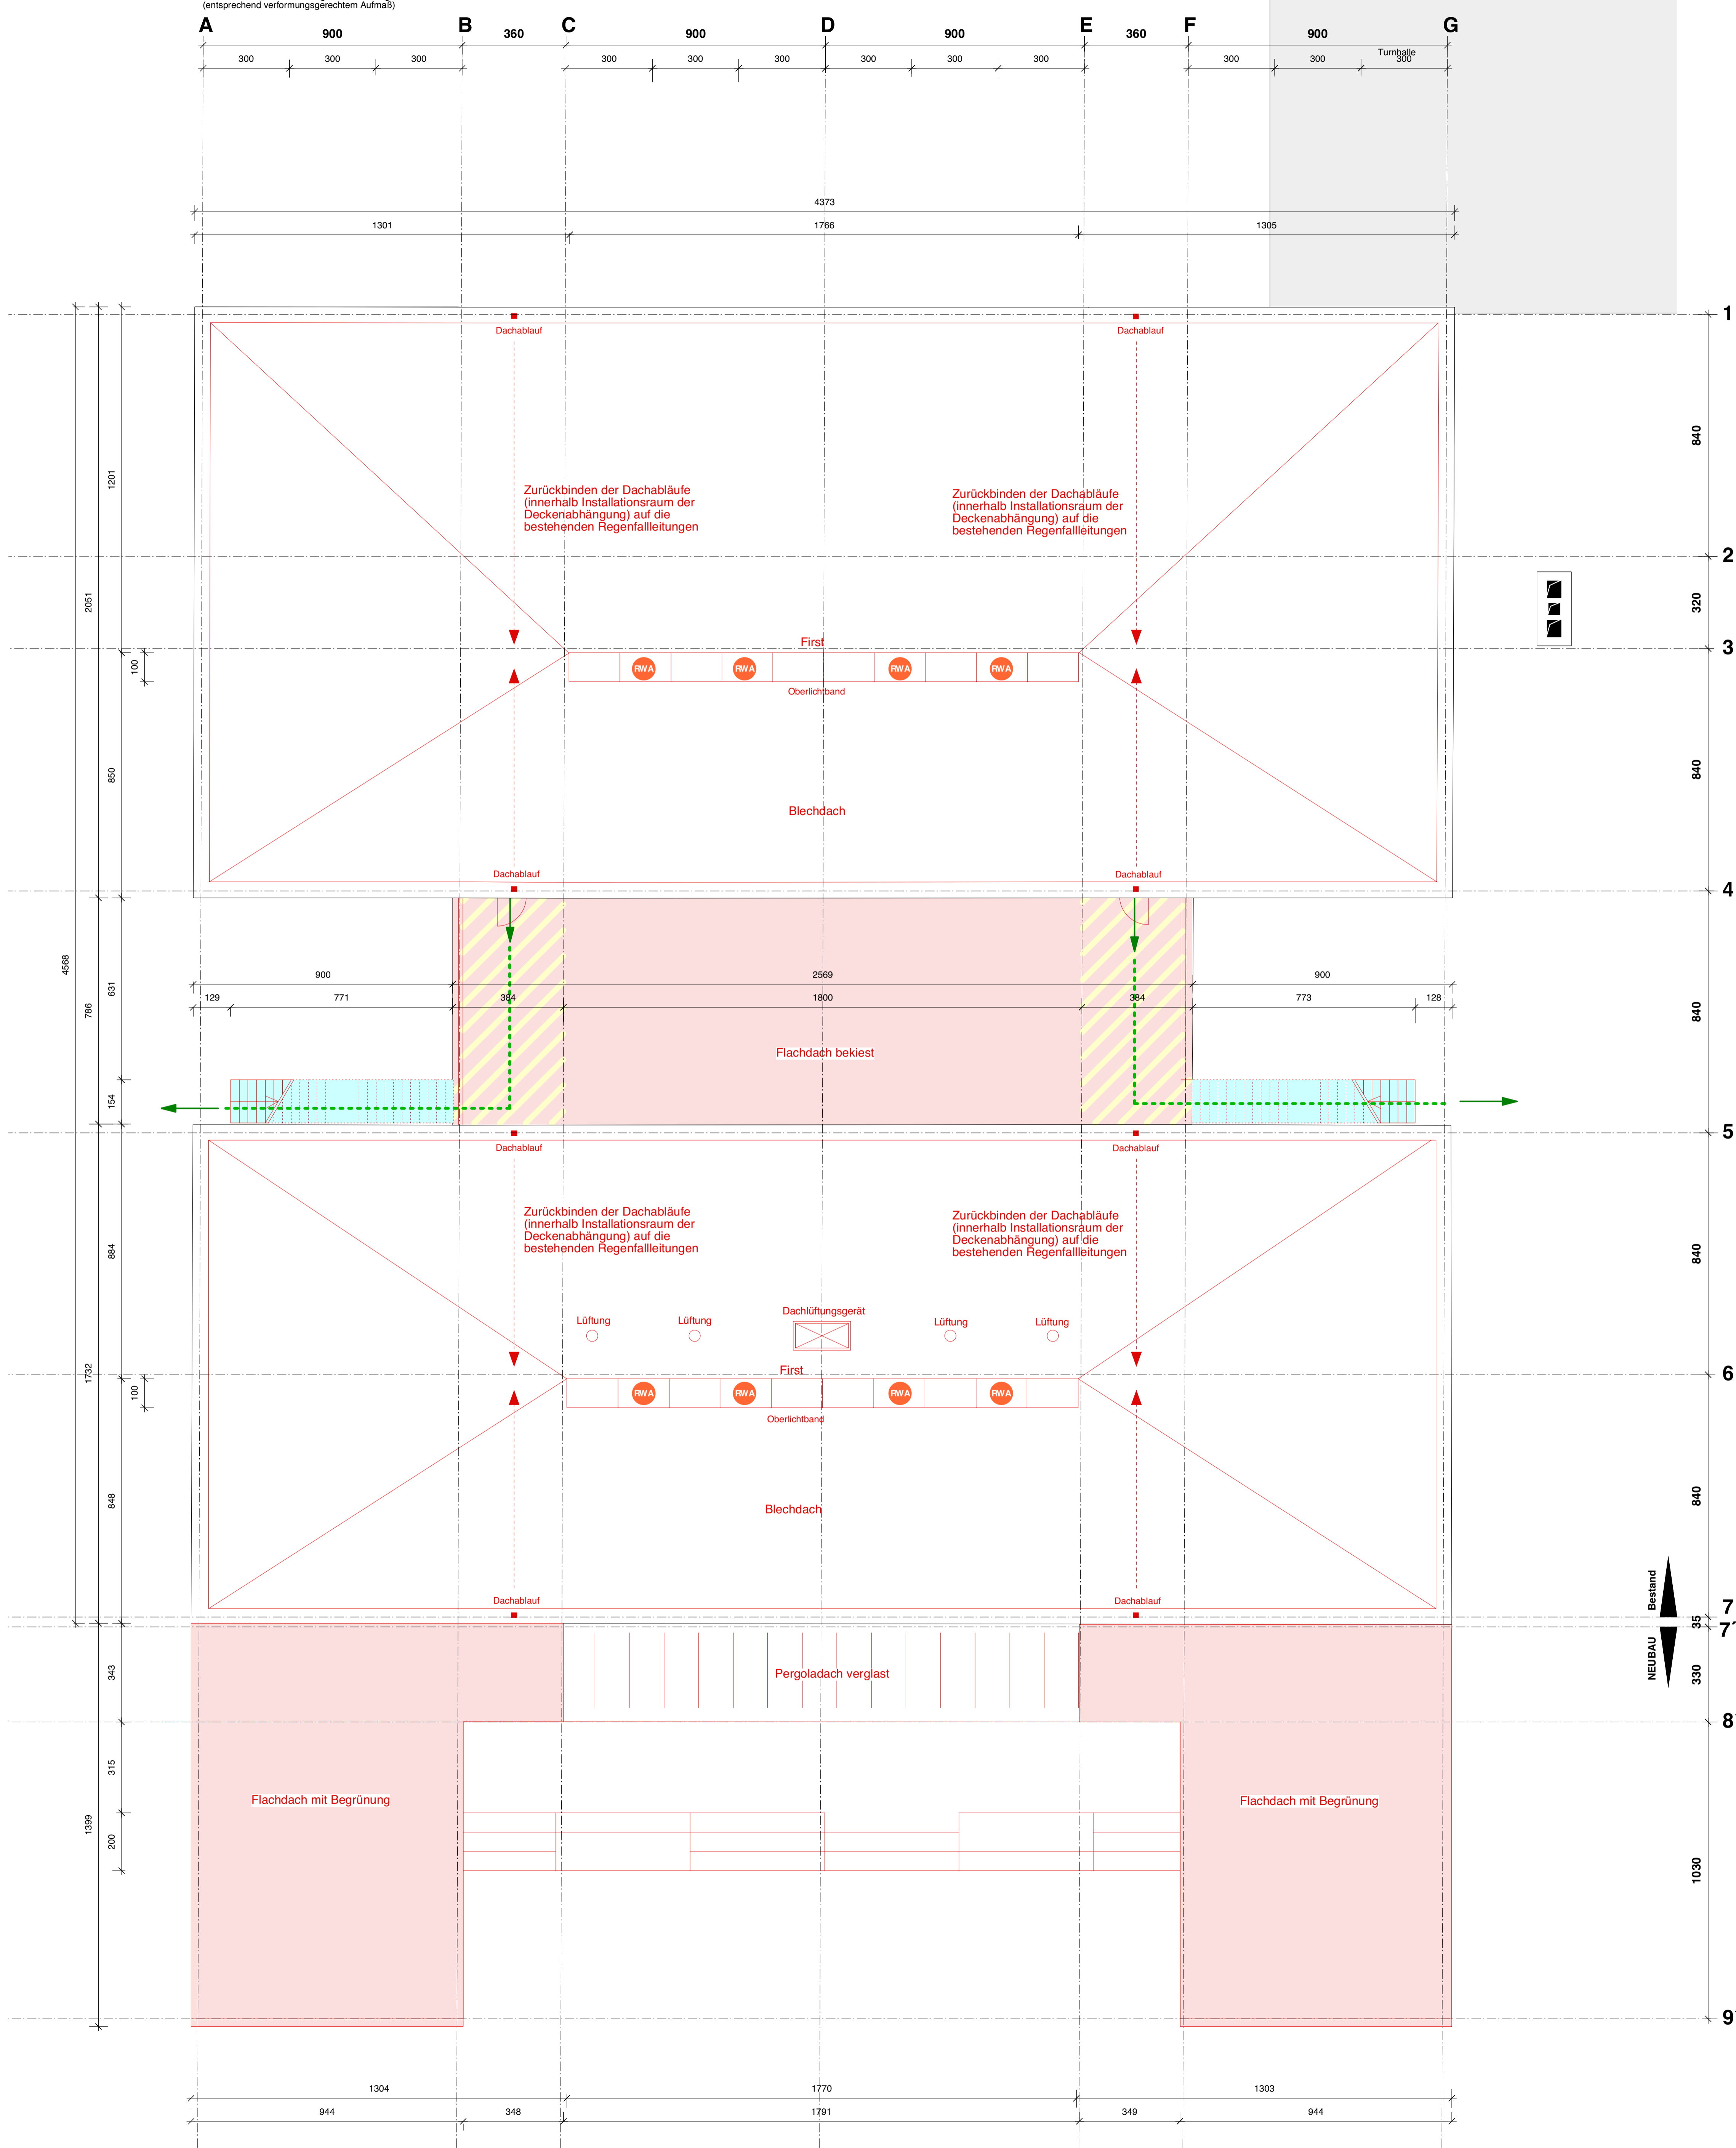 (entsprechend verformungsgerechtem Aufmaß)
A B C D E F G
900 360 900 900 360 900
Turnhalle
300 300 300 300 300 300 300 300 300 300 300 300
4373
1301 1766 1305
1
Dachablauf Dachablauf
840
1201
Zurückbinden der Dachabläufe
(innerhalb Installationsraum der
Deckenabhängung) auf die
bestehenden Regenfallleitungen
Zurückbinden der Dachabläufe
(innerhalb Installationsraum der
Deckenabhängung) auf die
bestehenden Regenfallleitungen
2
2051
320
First
3
100
RWA RWA RWA RWA
Oberlichtband
850
840
Blechdach
Dachablauf Dachablauf
4
4568
900 2569 900
631
129 771 384 1800 384 773 128
786
840
Flachdach bekiest
154
5
Dachablauf Dachablauf
884
840
Zurückbinden der Dachabläufe
(innerhalb Installationsraum der
Deckenabhängung) auf die
bestehenden Regenfallleitungen
Zurückbinden der Dachabläufe
(innerhalb Installationsraum der
Deckenabhängung) auf die
bestehenden Regenfallleitungen
Dachlüftungsgerät
Lüftung Lüftung Lüftung Lüftung
First
1732
6
100
RWA RWA RWA RWA
Oberlichtband
848
840
Blechdach
Bestand
Dachablauf Dachablauf
7
35
7´
NEUBAU
343
330
Pergoladach verglast
8
315
Flachdach mit Begrünung Flachdach mit Begrünung
1399
200
1030
9
1304 1770 1303
944 348 1791 349 944